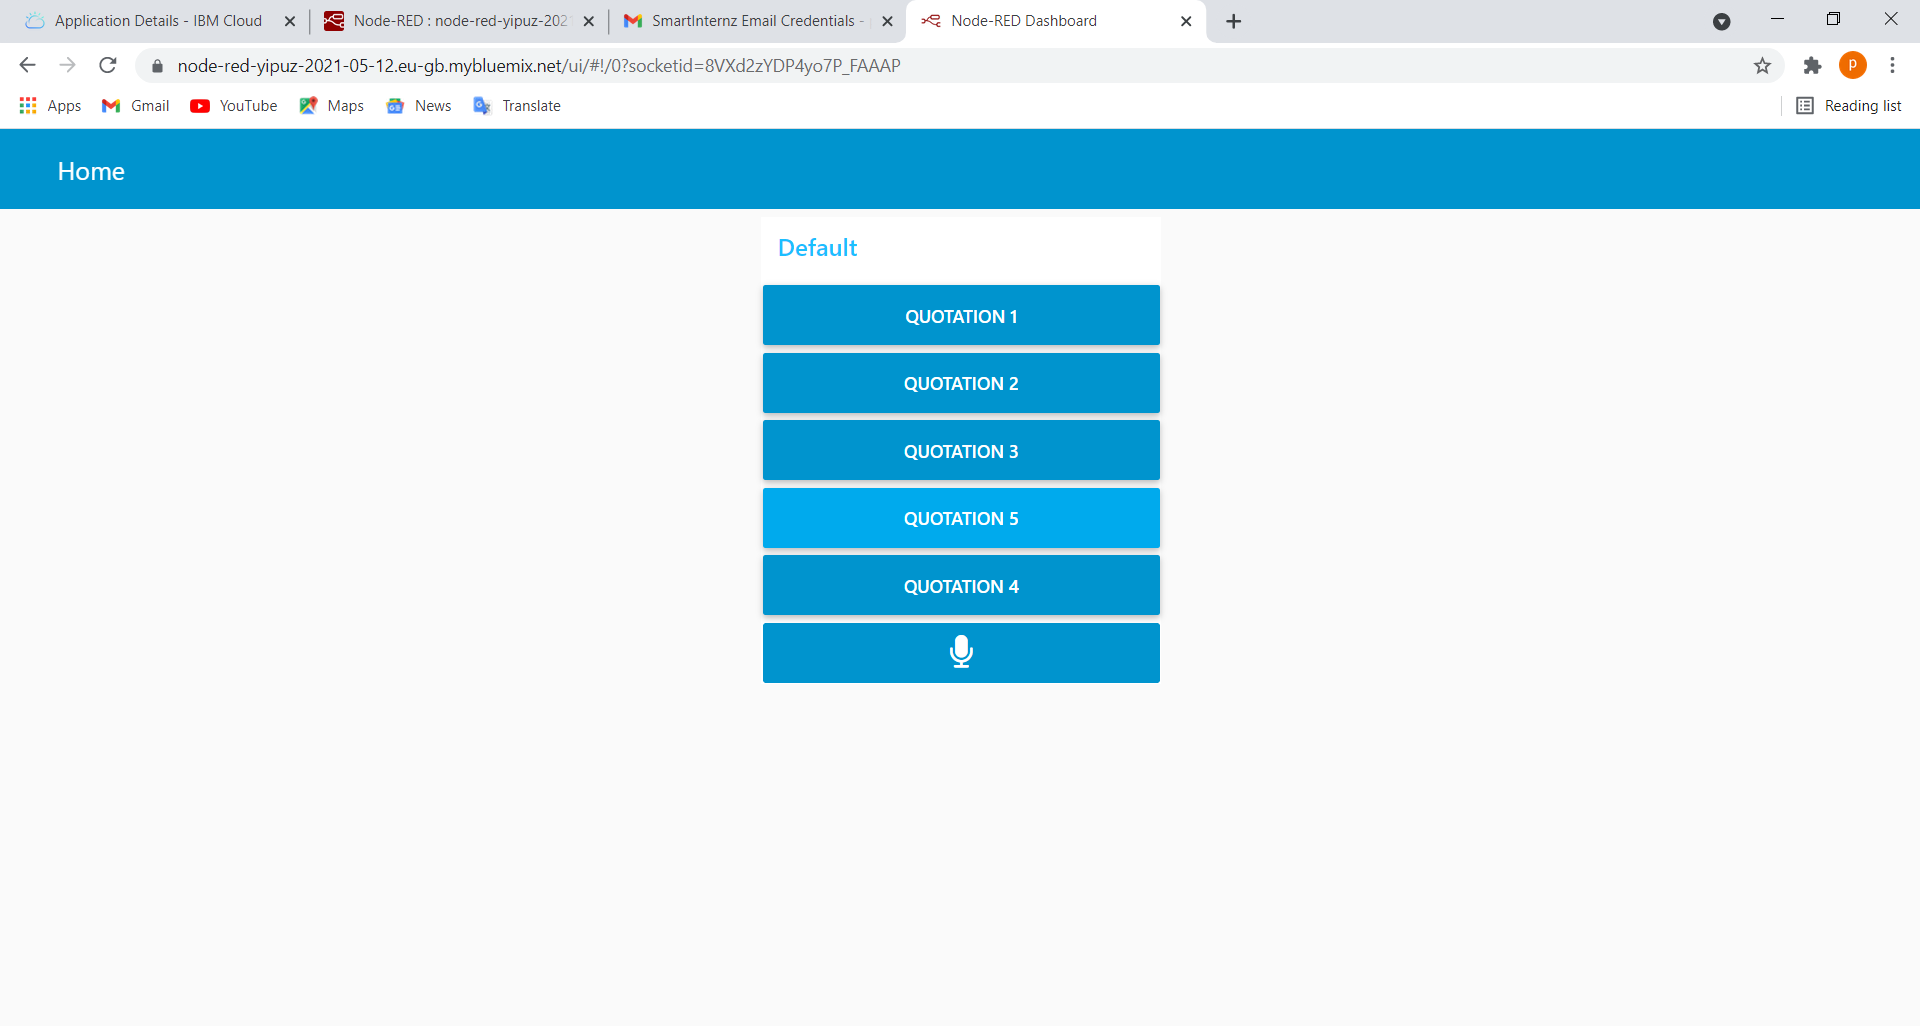 Application Details - IBM Cloud
Node-RED : node-red-yipuz-202
SmartInternz Email Credentials -
Node-RED Dashboard
node-red-yipuz-2021-05-12.eu-gb.mybluemix.net/ui/#!/0?socketid=8VXd2zYDP4yo7P_FAAAP
P
Apps
Gmail
YouTube
Maps
News
Translate
Reading list
Home
Default
QUOTATION 1
QUOTATION 2
QUOTATION 3
QUOTATION 5
QUOTATION 4